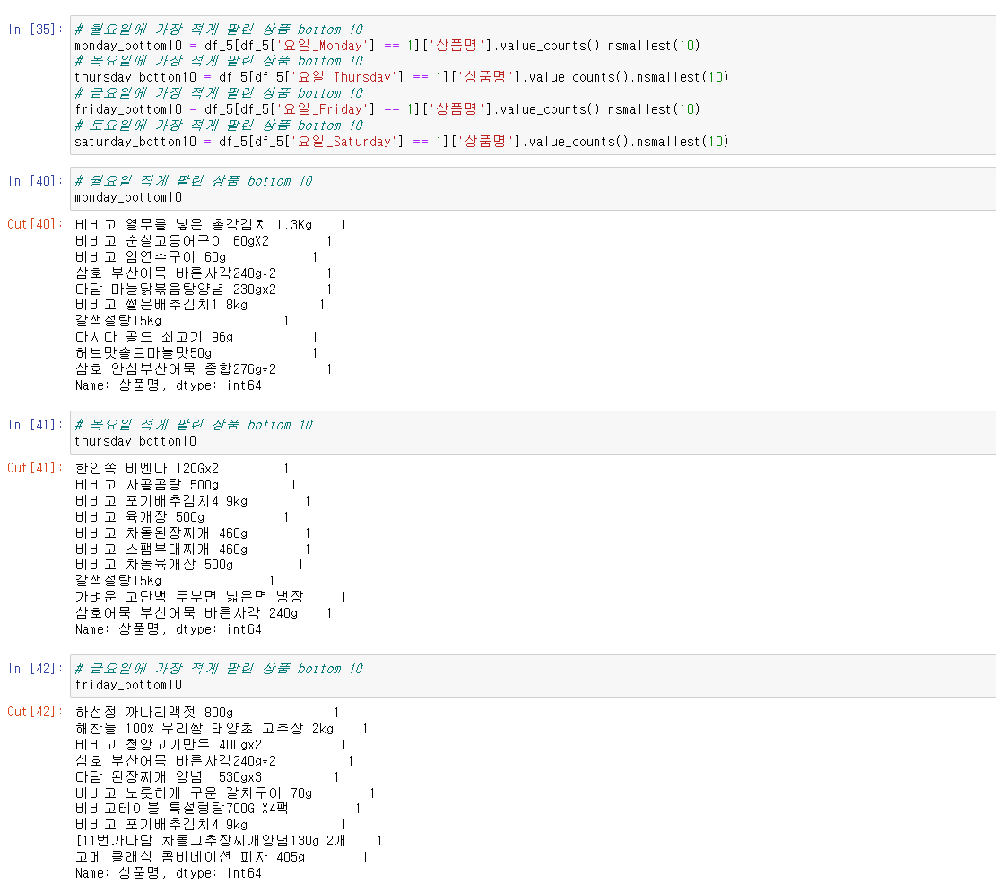 In [35]: # 월요일에 가장 적게 팔린 상품 bottom 10
monday_bottom10 = df_5[df_5['요일_Monday'] == 1]['상품명'].value_counts().nsmallest(10)
# 목요일에 가장 적게 팔린 상품 bottom 10
thursday_bottom10 = df_5[df_5['요일_Thursday'] == 1]['상품명'].value_counts().nsmallest(10)
# 금요일에 가장 적게 팔린 상품 bottom 10
friday_bottom10 = df_5[df_5['요일_Friday'] == 1]['상품명'].value_counts().nsmallest(10)
# 토요일에 가장 적게 팔린 상품 bottom 10
saturday_bottom10 = df_5[df_5['요일_Saturday'] == 1]['상품명'].value_counts().nsmallest(10)
In [40]: # 월요일 적게 팔린 상품 bottom 10
monday_bottom10
Out[40]: 비비고 열무를 넣은 총각김치 1.3Kg 1
비비고 순살고등어구이 60gX2 1
비비고 임연수구이 60g 1
삼호 부산어묵 바른사각240g*2 1
다담 마늘닭볶음탕양념 230gx2 1
비비고 썰은배추김치1.8kg 1
갈색설탕15Kg 1
다시다 골드 쇠고기 96g 1
허브맛솔트마늘맛50g 1
삼호 안심부산어묵 종합276g*2 1
Name: 상품명, dtype: int64
In [41]: # 목요일 적게 팔린 상품 bottom 10
thursday_bottom10
Out[41]: 한입쏙 비엔나 120Gx2 1
비비고 사골곰탕 500g 1
비비고 포기배추김치4.9kg 1
비비고 육개장 500g 1
비비고 차돌된장찌개 460g 1
비비고 스팸부대찌개 460g 1
비비고 차돌육개장 500g 1
갈색설탕15Kg 1
가벼운 고단백 두부면 넓은면 냉장 1
삼호어묵 부산어묵 바른사각 240g 1
Name: 상품명, dtype: int64
In [42]: # 금요일에 가장 적게 팔린 상품 bottom 10
friday_bottom10
Out[42]: 하선정 까나리액젓 800g 1
해찬들 100% 우리쌀 태양초 고추장 2kg 1
비비고 청양고기만두 400gx2 1
삼호 부산어묵 바른사각240g*2 1
다담 된장찌개 양념  530gx3 1
비비고 노릇하게 구운 갈치구이 70g 1
비비고테이블 특설렁탕700G X4팩 1
비비고 포기배추김치4.9kg 1
[11번가다담 차돌고추장찌개양념130g 2개 1
고메 클래식 콤비네이션 피자 405g 1
Name: 상품명, dtype: int64